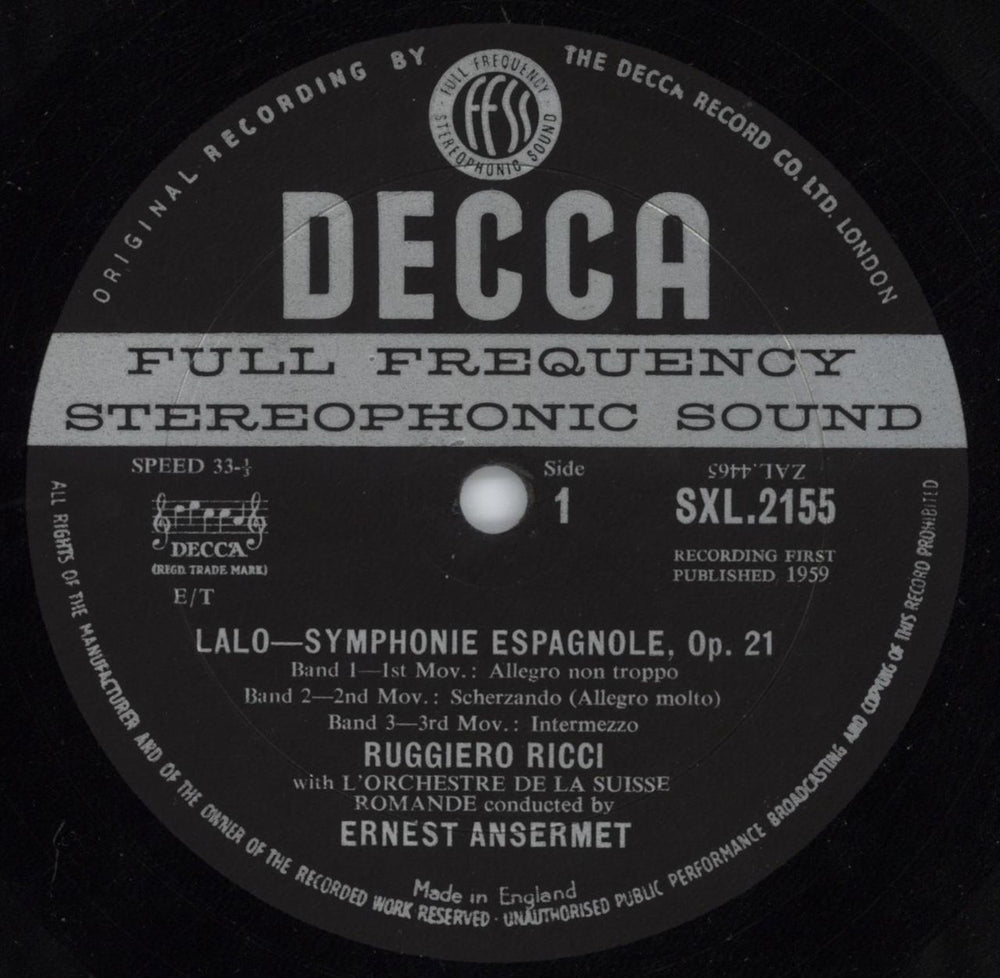 ORIGINAL RECORDING BY THE DECCA RECORD CO. LTD. LONDON
FULL FREQUENCY STEREOPHONIC SOUND
FFSS
DECCA
FULL FREQUENCY
STEREOPHONIC SOUND
SPEED 33-⅓
DECCA
(REGD. TRADE MARK)
E/T
Side
1
ZAL.4465
SXL.2155
RECORDING FIRST
PUBLISHED 1959
LALO—SYMPHONIE ESPAGNOLE, Op. 21
Band 1—1st Mov.: Allegro non troppo
Band 2—2nd Mov.: Scherzando (Allegro molto)
Band 3—3rd Mov.: Intermezzo
RUGGIERO RICCI
with L'ORCHESTRE DE LA SUISSE
ROMANDE conducted by
ERNEST ANSERMET
Made in England
ALL RIGHTS OF THE MANUFACTURER AND OF THE OWNER OF THE RECORDED WORK RESERVED · UNAUTHORISED PUBLIC PERFORMANCE BROADCASTING AND COPYING OF THIS RECORD PROHIBITED